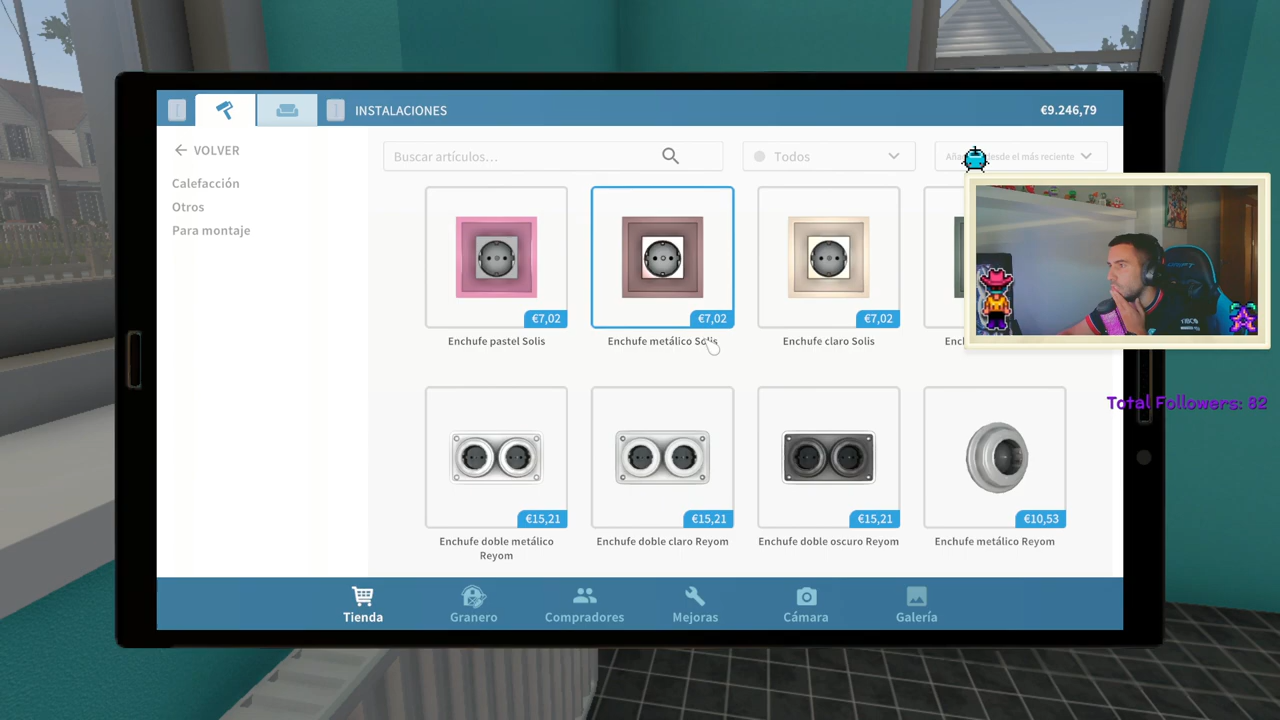 INSTALACIONES
€9.246,79
VOLVER
Calefacción
Otros
Para montaje
Buscar artículos...
Todos
desde el más reciente
€7,02
€7,02
€7,02
Enchufe pastel Solis
Enchufe metálico Solis
Enchufe claro Solis
Total Followers: 82
€15,21
€15,21
€15,21
€10,53
Enchufe doble metálico
Reyom
Enchufe doble claro Reyom
Enchufe doble oscuro Reyom
Enchufe metálico Reyom
Tienda
Granero
Compradores
Mejoras
Cámara
Galería